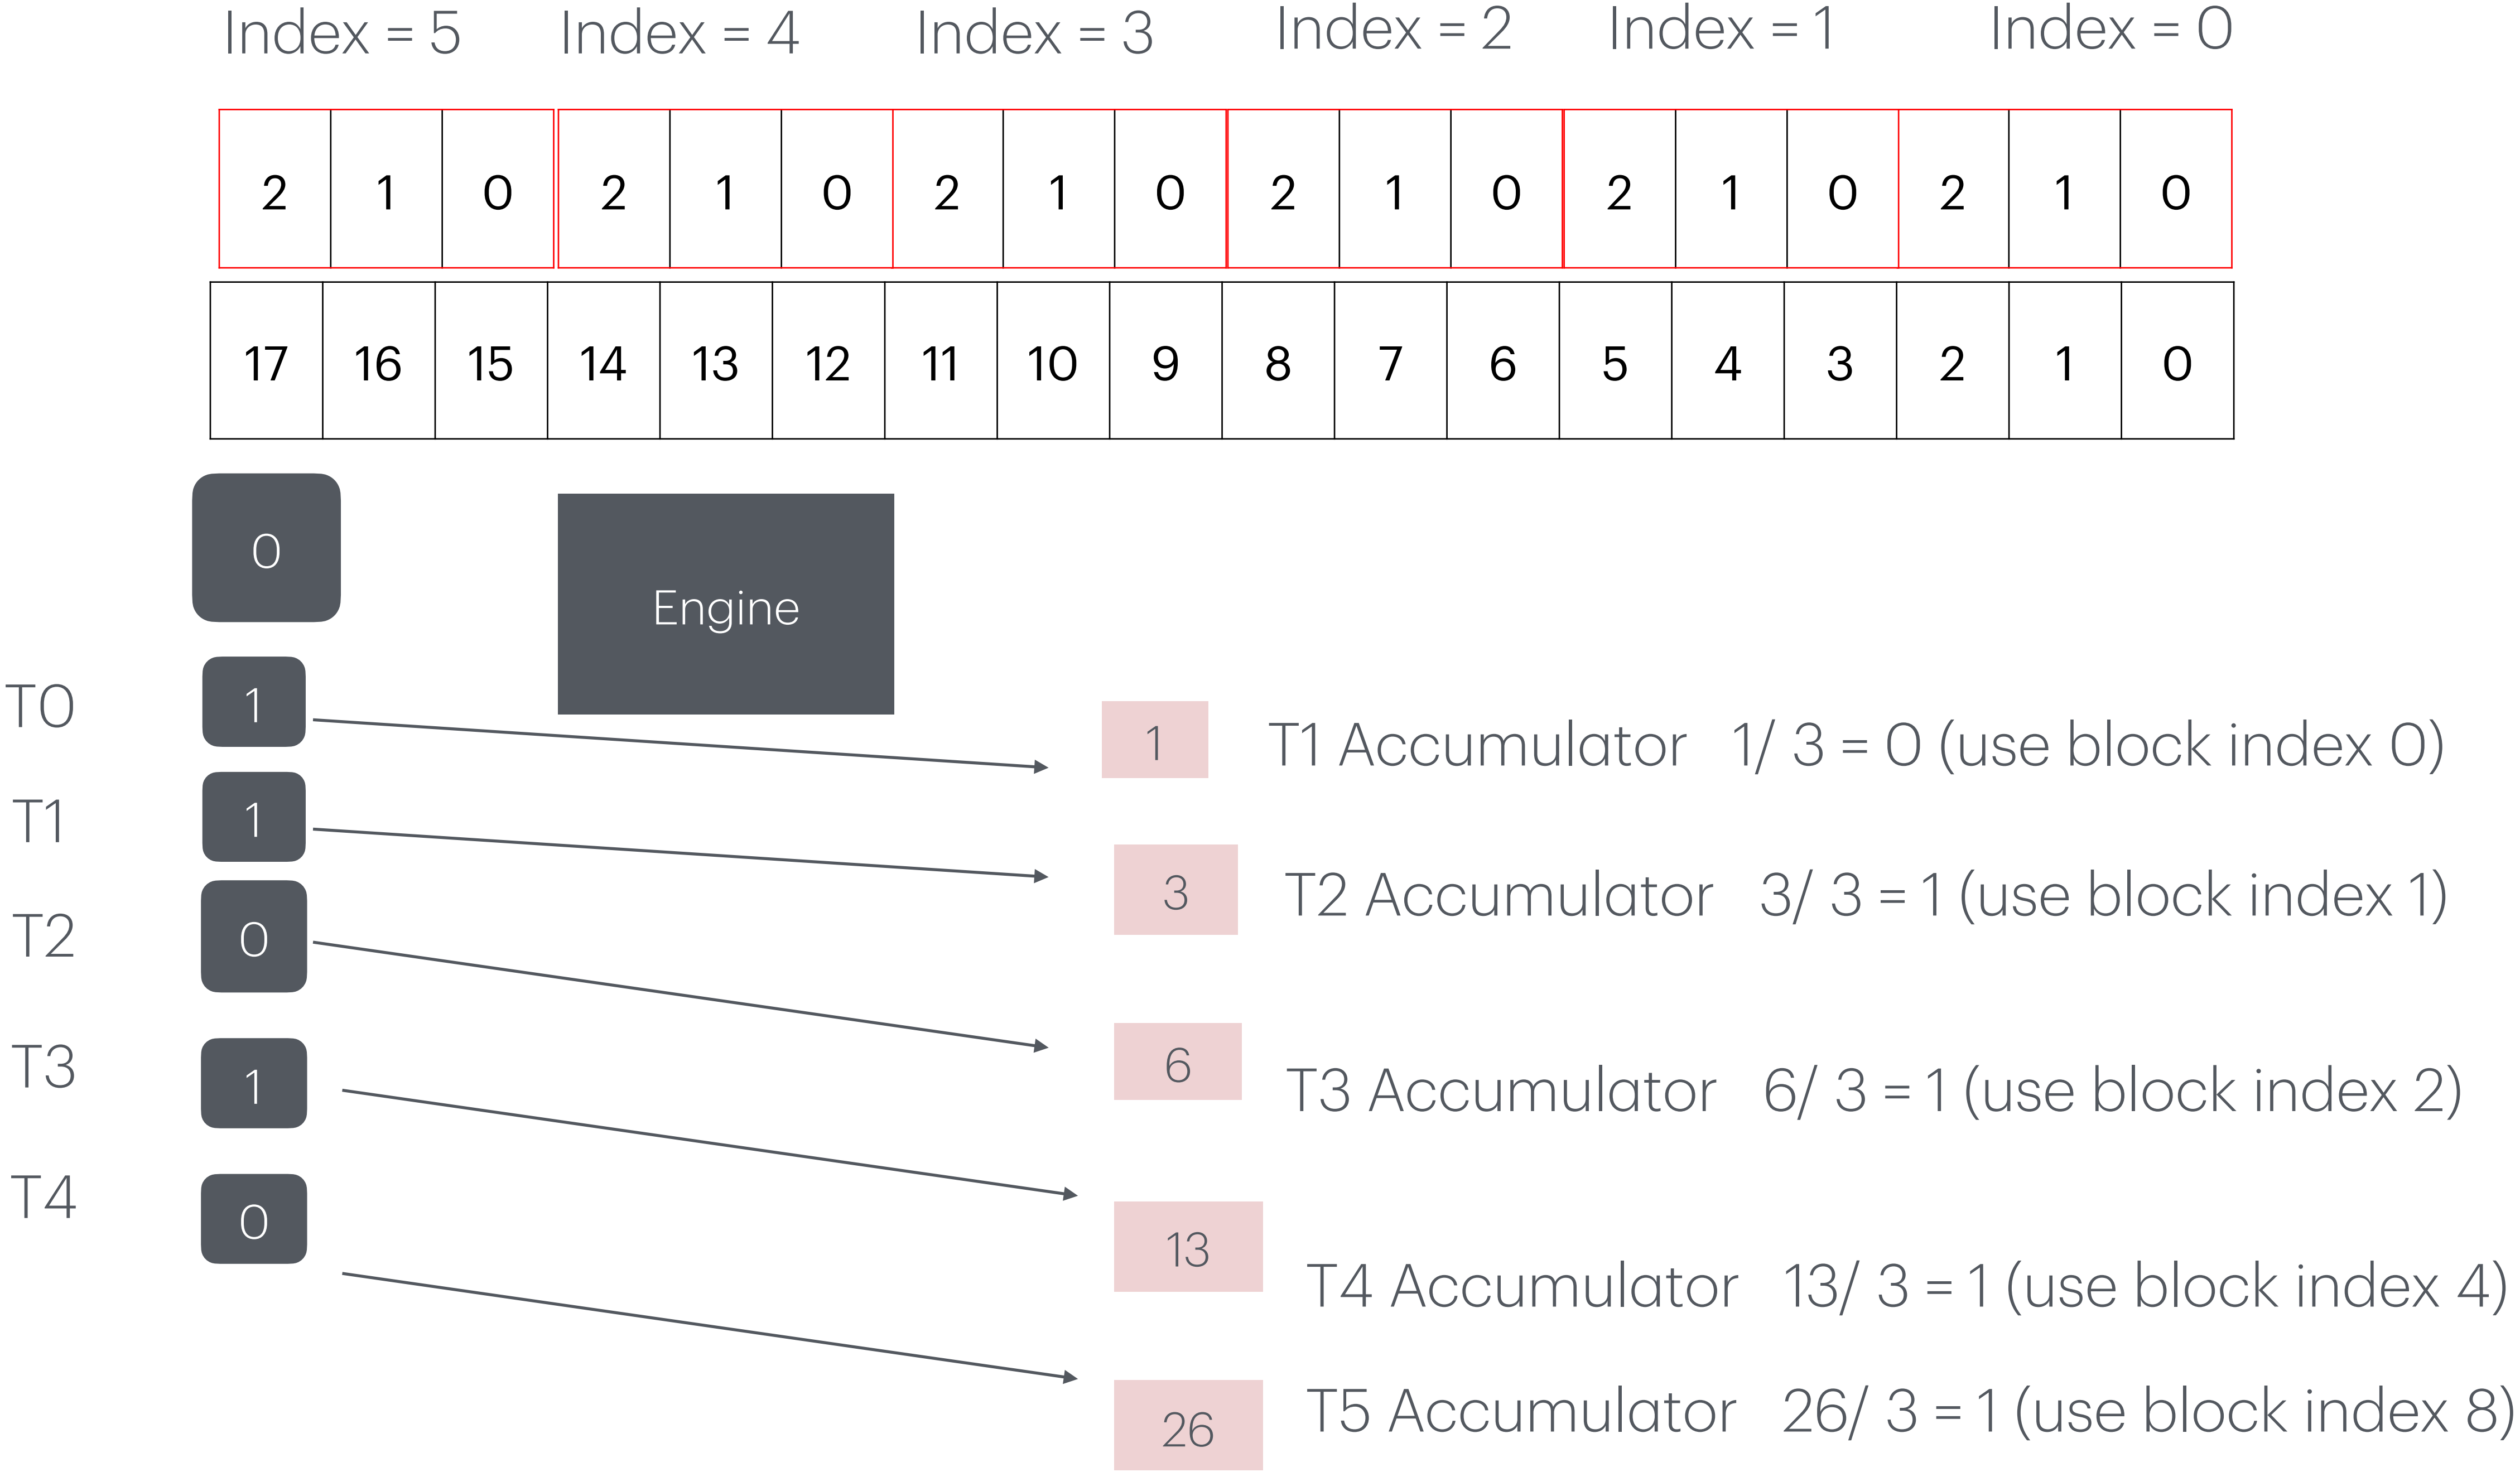 Index = 5 Index = 4 Index = 3 Index = 2 Index = 1 Index = 0
2 1 0 2 1 0 2 1 0 2 1 0 2 1 0 2 1 0
17 16 15 14 13 12 11 10 9 8 7 6 5 4 3 2 1 0
0
Engine
T0 1
1 T1 Accumulator 1/ 3 = 0 (use block index 0)
T1 1
3 T2 Accumulator 3/ 3 = 1 (use block index 1)
T2 0
6 T3 Accumulator 6/ 3 = 1 (use block index 2)
T3 1
13 T4 Accumulator 13/ 3 = 1 (use block index 4)
T4 0
26 T5 Accumulator 26/ 3 = 1 (use block index 8)